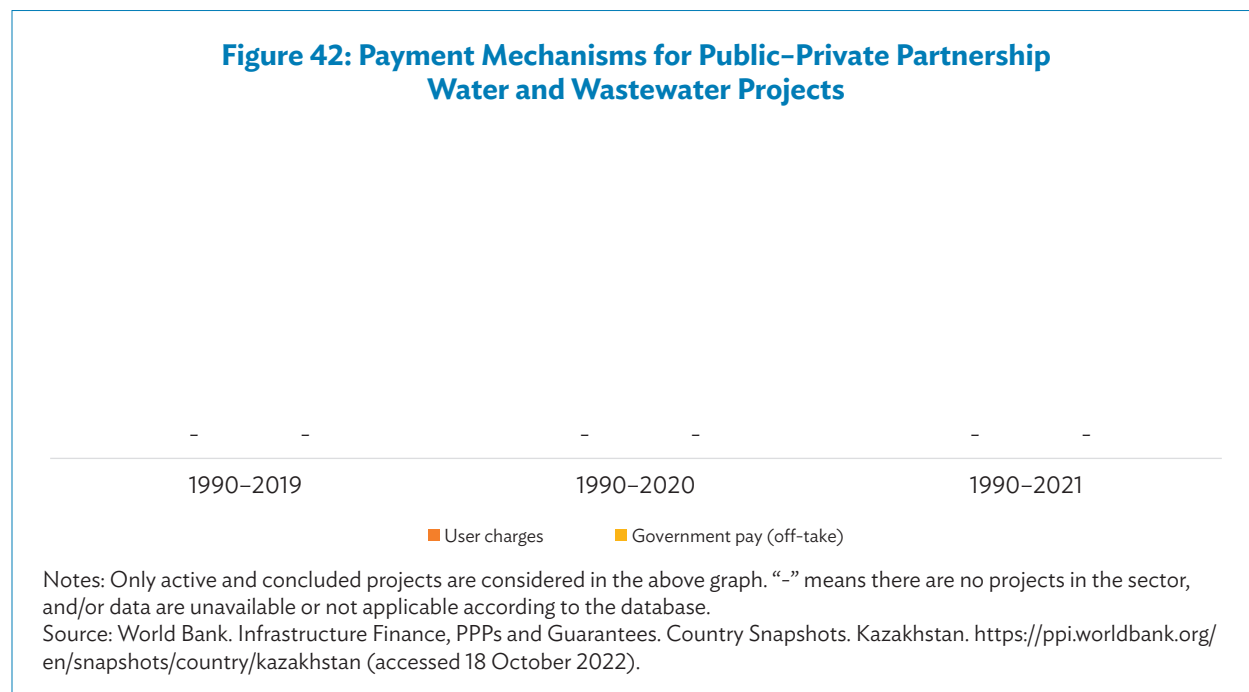 Figure 42: Payment Mechanisms for Public–Private Partnership
Water and Wastewater Projects
– – – – – –
1990–2019 1990–2020 1990–2021
User charges Government pay (off-take)
Notes: Only active and concluded projects are considered in the above graph. “–” means there are no projects in the sector,
and/or data are unavailable or not applicable according to the database.
Source: World Bank. Infrastructure Finance, PPPs and Guarantees. Country Snapshots. Kazakhstan. https://ppi.worldbank.org/
en/snapshots/country/kazakhstan (accessed 18 October 2022).